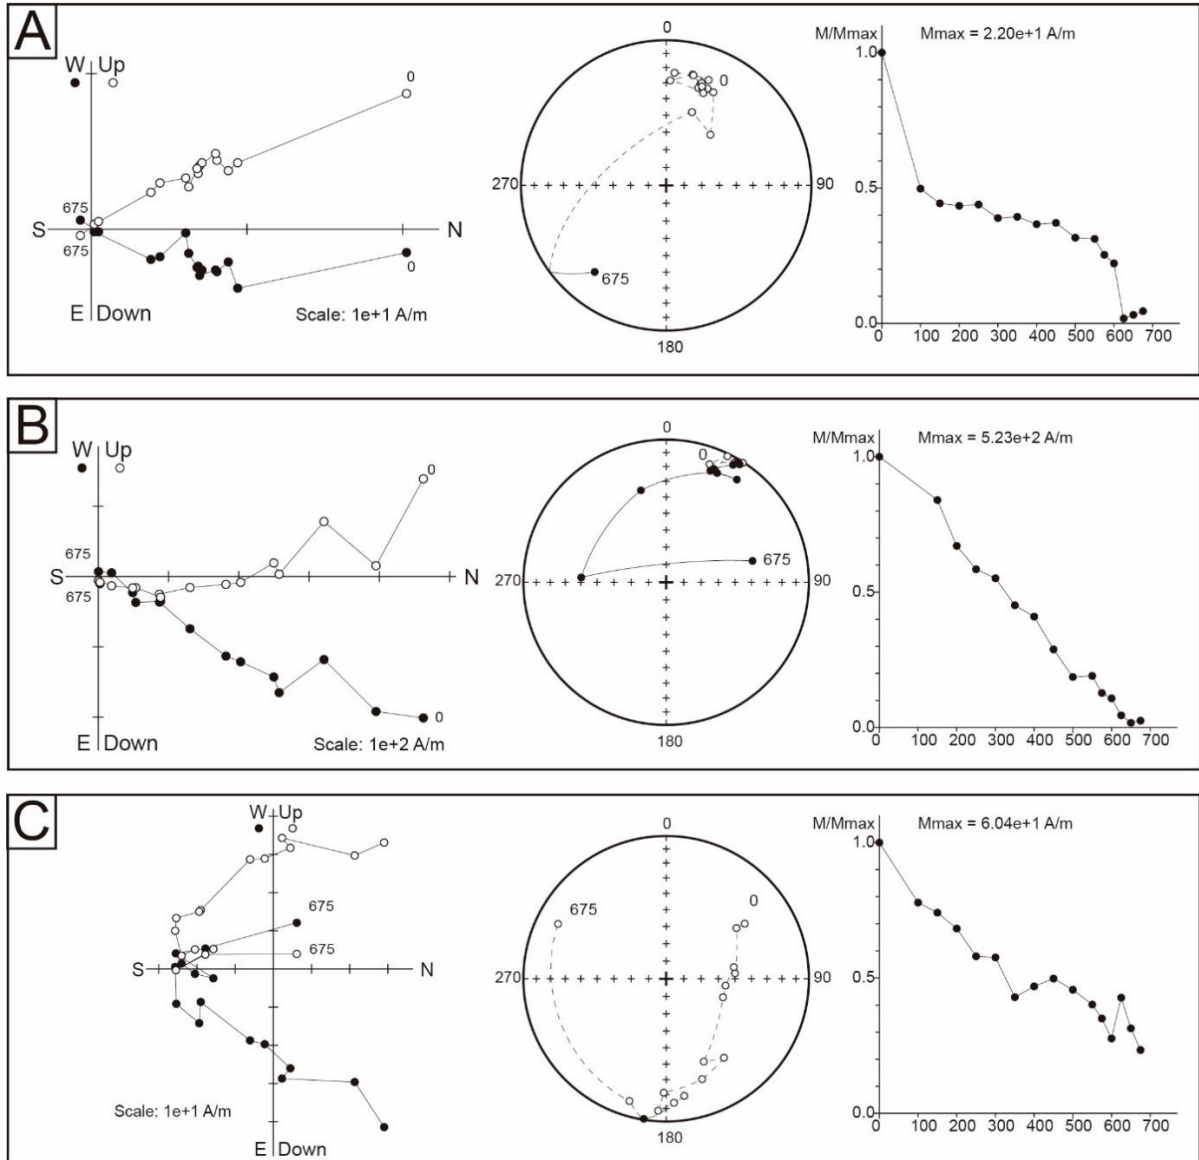 A
W Up
0
675
S N
675
0
E Down
Scale: 1e+1 A/m
0
0
270 90
675
180
M/Mmax Mmax = 2.20e+1 A/m
1.0
0.5
1.0
0 100 200 300 400 500 600 700
B
W Up
0
675
S N
675
0
E Down
Scale: 1e+2 A/m
0
0
675
270 90
180
M/Mmax Mmax = 5.23e+2 A/m
1.0
0.5
0.0
0 100 200 300 400 500 600 700
C
W Up
675
675
S N
Scale: 1e+1 A/m
E Down
0
675 0
270 90
180
M/Mmax Mmax = 6.04e+1 A/m
1.0
0.5
0.0
0 100 200 300 400 500 600 700